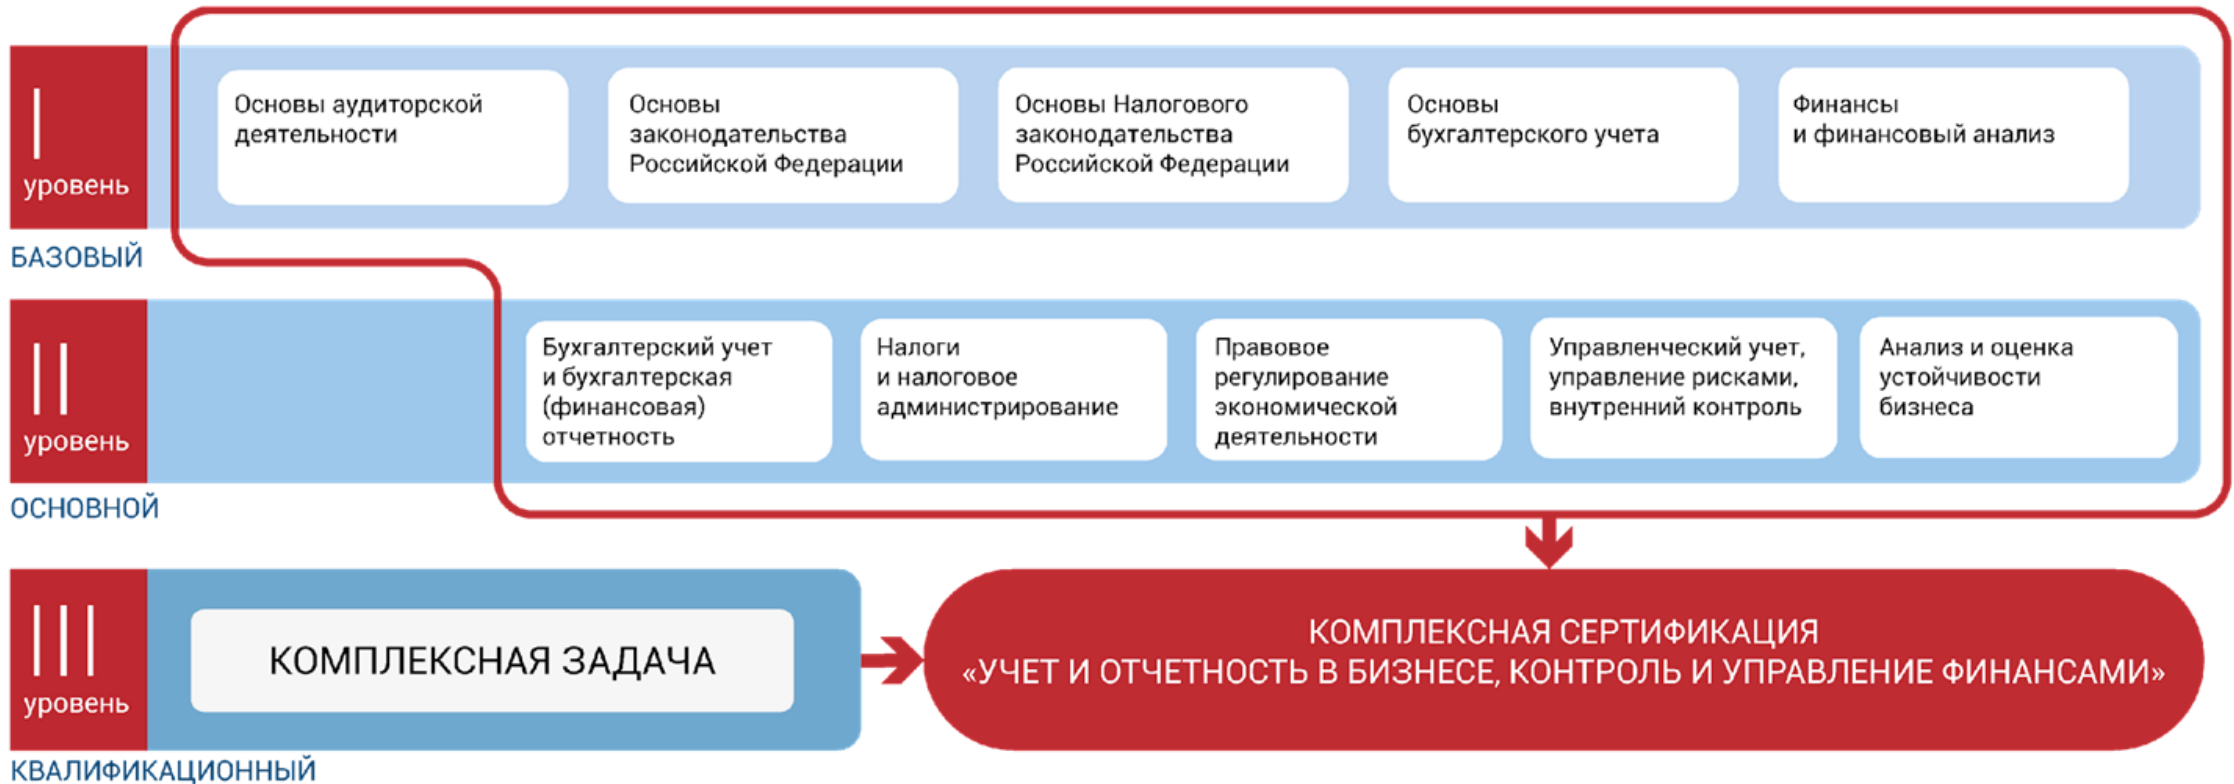 I
уровень
БАЗОВЫЙ
Основы аудиторской
деятельности
Основы
законодательства
Российской Федерации
Основы Налогового
законодательства
Российской Федерации
Основы
бухгалтерского учета
Финансы
и финансовый анализ
II
уровень
ОСНОВНОЙ
Бухгалтерский учет
и бухгалтерская
(финансовая)
отчетность
Налоги
и налоговое
администрирование
Правовое
регулирование
экономической
деятельности
Управленческий учет,
управление рисками,
внутренний контроль
Анализ и оценка
устойчивости
бизнеса
III
уровень
КВАЛИФИКАЦИОННЫЙ
КОМПЛЕКСНАЯ ЗАДАЧА
КОМПЛЕКСНАЯ СЕРТИФИКАЦИЯ
«УЧЕТ И ОТЧЕТНОСТЬ В БИЗНЕСЕ, КОНТРОЛЬ И УПРАВЛЕНИЕ ФИНАНСАМИ»